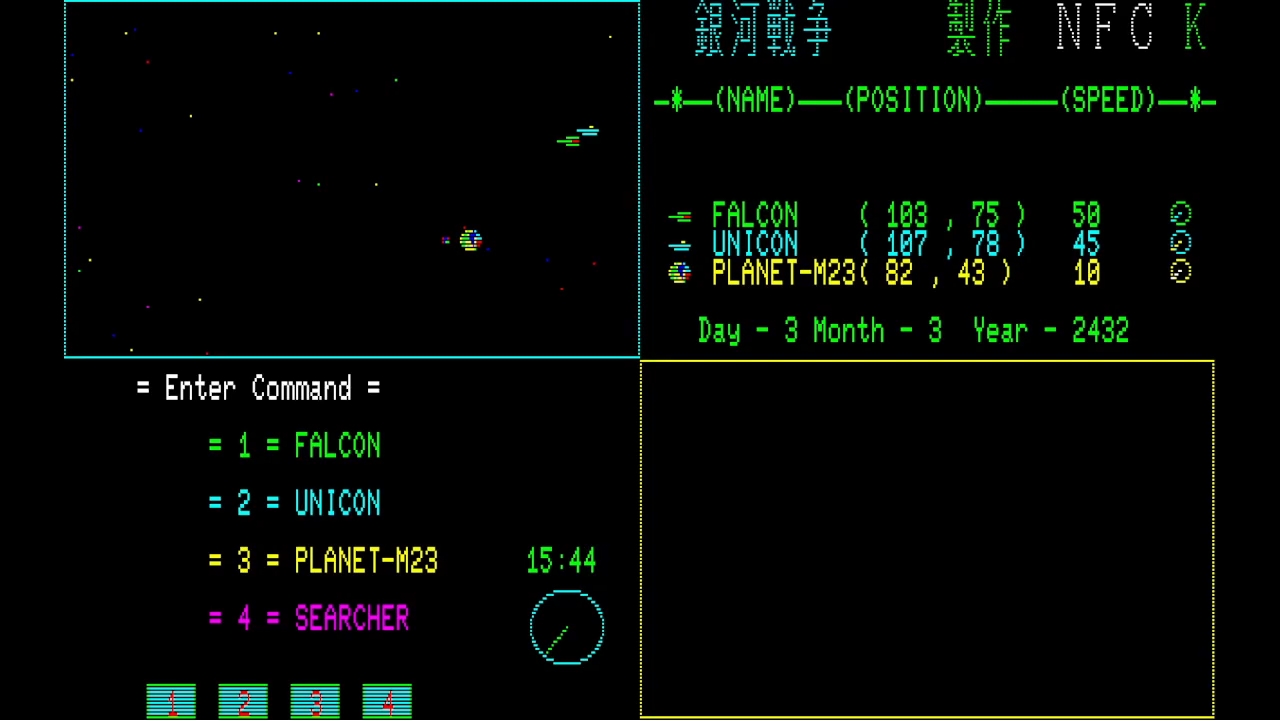 銀河戦争 製作 NFC K
-*—(NAME)——(POSITION)———(SPEED)—*-
FALCON ( 103 , 75 ) 50
UNICON ( 107 , 78 ) 45
PLANET-M23( 82 , 43 ) 10
Day - 3 Month - 3 Year - 2432
= Enter Command =
= 1 = FALCON
= 2 = UNICON
= 3 = PLANET-M23
15:44
= 4 = SEARCHER
1 2 3 4